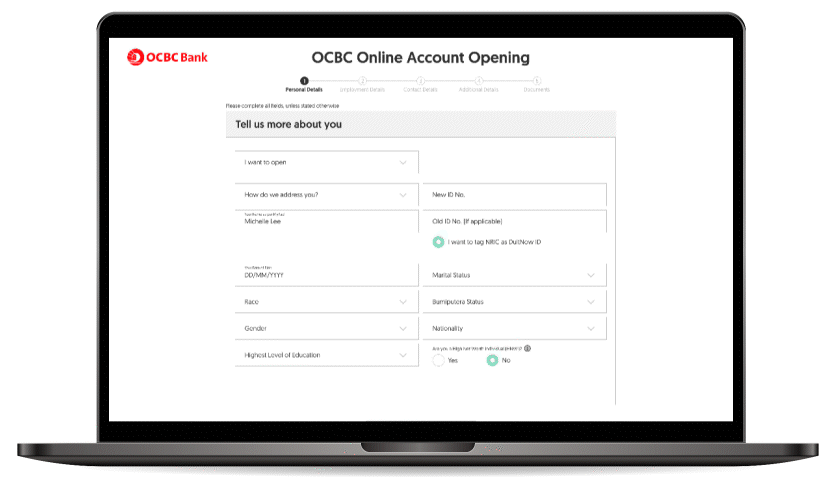 OCBC Bank
OCBC Online Account Opening
1 2 3 4 5
Personal Details Employment Details Contact Details Additional Details Documents
Please complete all fields, unless stated otherwise
Tell us more about you
I want to open
How do we address you?
New ID No.
Michelle Lee
Old ID No. (if applicable)
I want to tag NRIC as DuitNow ID
DD/MM/YYYY
Marital Status
Race
Bumiputera Status
Gender
Nationality
Highest Level of Education
Yes
No